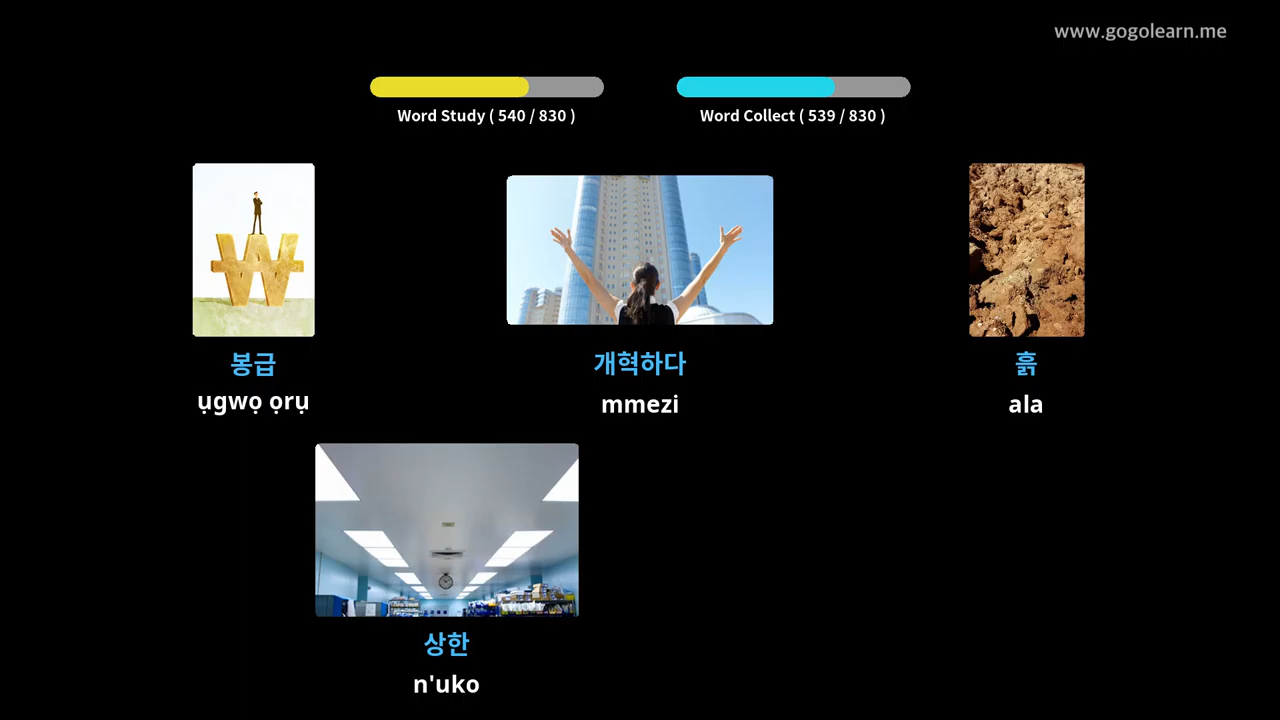 www.gogolearn.me
Word Study ( 540 / 830 )
Word Collect ( 539 / 830 )
봉급
ụgwọ ọrụ
개혁하다
mmezi
흙
ala
상한
n'uko